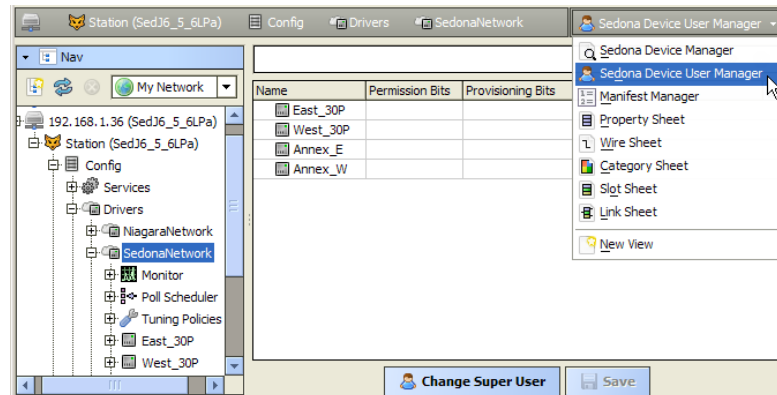 Station (SedJ6_5_6LPa) Config Drivers SedonaNetwork Sedona Device User Manager
Nav
My Network
192.168.1.36 (SedJ6_5_6LPa)
Station (SedJ6_5_6LPa)
Config
Services
Drivers
NiagaraNetwork
SedonaNetwork
Monitor
Poll Scheduler
Tuning Policies
East_30P
West_30P
Name Permission Bits Provisioning Bits
East_30P
West_30P
Annex_E
Annex_W
Sedona Device Manager
Sedona Device User Manager
Manifest Manager
Property Sheet
Wire Sheet
Category Sheet
Slot Sheet
Link Sheet
New View
Change Super User Save